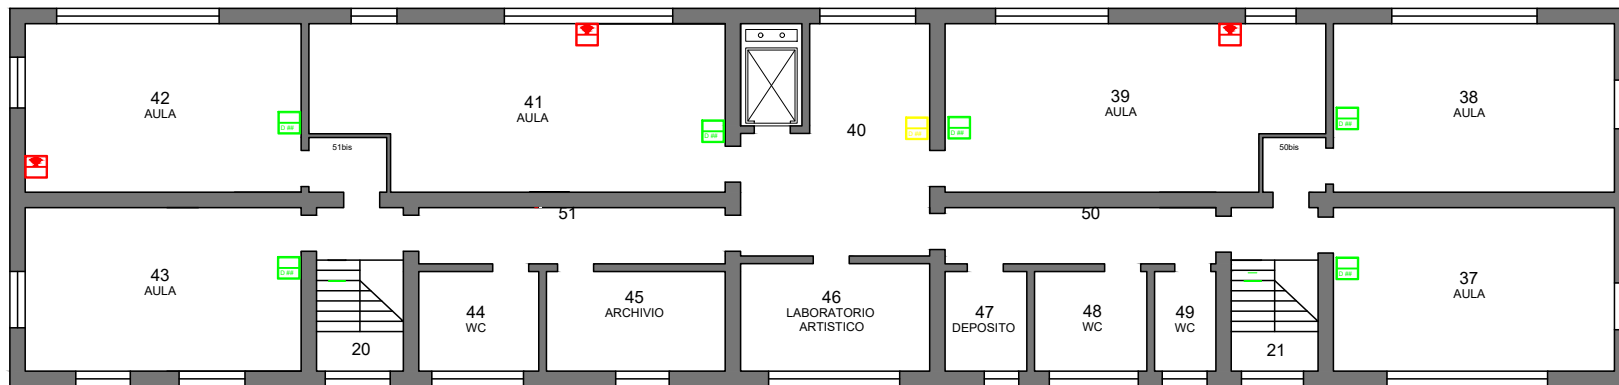 42
AULA
41
AULA
40
39
AULA
38
AULA
D ##
D ##
D ##
D ##
D ##
51bis
50bis
51
50
43
AULA
D ##
20
44
WC
45
ARCHIVIO
46
LABORATORIO
ARTISTICO
47
DEPOSITO
48
WC
49
WC
21
D ##
37
AULA